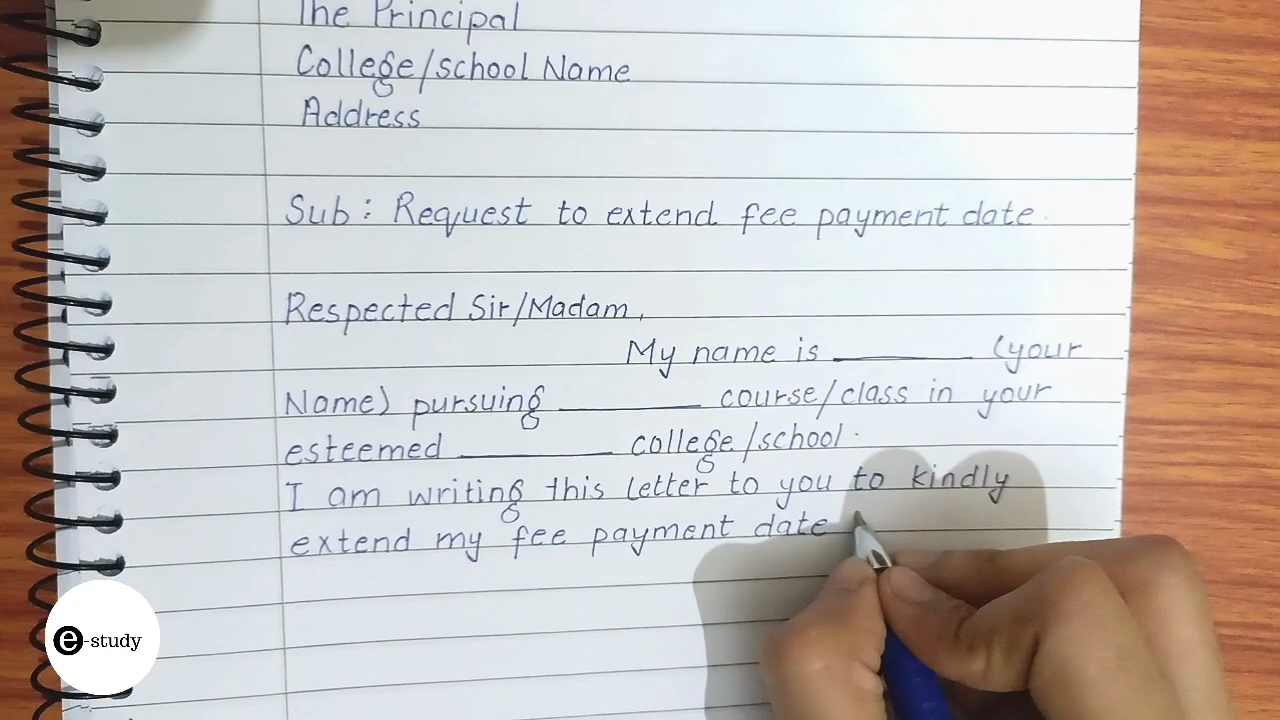 The Principal
College/school Name
Address
Sub: Request to extend fee payment date.
Respected Sir/Madam,
My name is ________ (your
Name) pursuing ________ course/class in your
esteemed ________ college/school.
I am writing this letter to you to kindly
extend my fee payment date
e-study